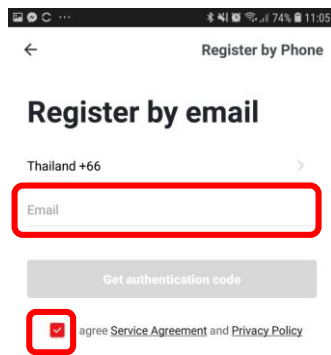 74% 11:05
Register by Phone
Register by email
Thailand +66
Email
Get authentication code
agree Service Agreement and Privacy Policy